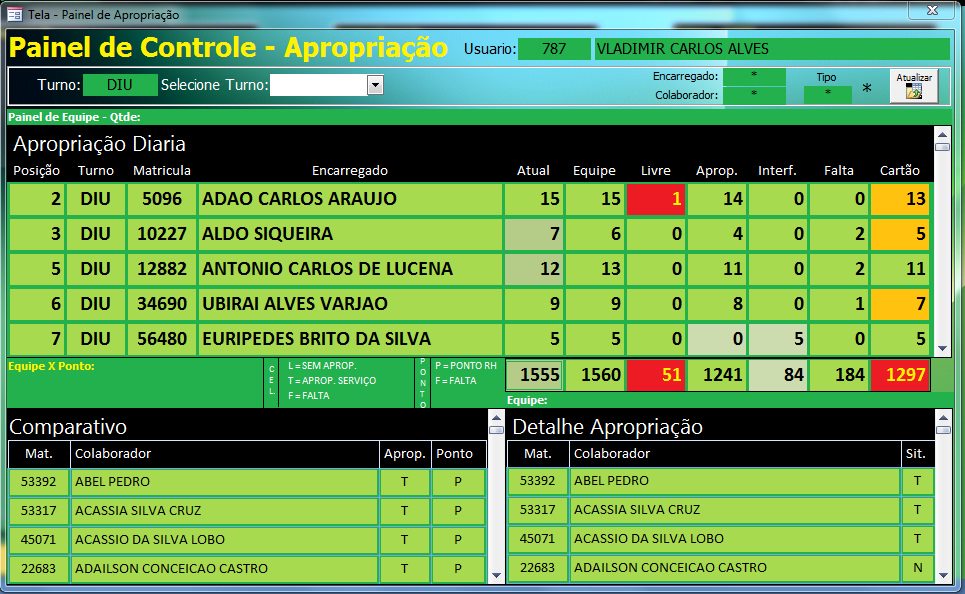 Tela - Painel de Apropriação
Painel de Controle - Apropriação Usuario: 787 VLADIMIR CARLOS ALVES
Turno: DIU Selecione Turno: Encarregado: * Tipo Atualizar
Colaborador: * * *
Painel de Equipe - Qtde:
Apropriação Diaria
Posição Turno Matricula Encarregado Atual Equipe Livre Aprop. Interf. Falta Cartão
2 DIU 5096 ADAO CARLOS ARAUJO 15 15 1 14 0 0 13
3 DIU 10227 ALDO SIQUEIRA 7 6 0 4 0 2 5
5 DIU 12882 ANTONIO CARLOS DE LUCENA 12 13 0 11 0 2 11
6 DIU 34690 UBIRAI ALVES VARJAO 9 9 0 8 0 1 7
7 DIU 56480 EURIPEDES BRITO DA SILVA 5 5 0 0 5 0 5
Equipe X Ponto: CEL. L = SEM APROP. PONTO P = PONTO RH 1555 1560 51 1241 84 184 1297
T = APROP. SERVIÇO F = FALTA
F = FALTA
Equipe:
Comparativo
Mat. Colaborador Aprop. Ponto
53392 ABEL PEDRO T P
53317 ACASSIA SILVA CRUZ T P
45071 ACASSIO DA SILVA LOBO T P
22683 ADAILSON CONCEICAO CASTRO T P
Detalhe Apropriação
Mat. Colaborador Sit.
53392 ABEL PEDRO T
53317 ACASSIA SILVA CRUZ T
45071 ACASSIO DA SILVA LOBO T
22683 ADAILSON CONCEICAO CASTRO N